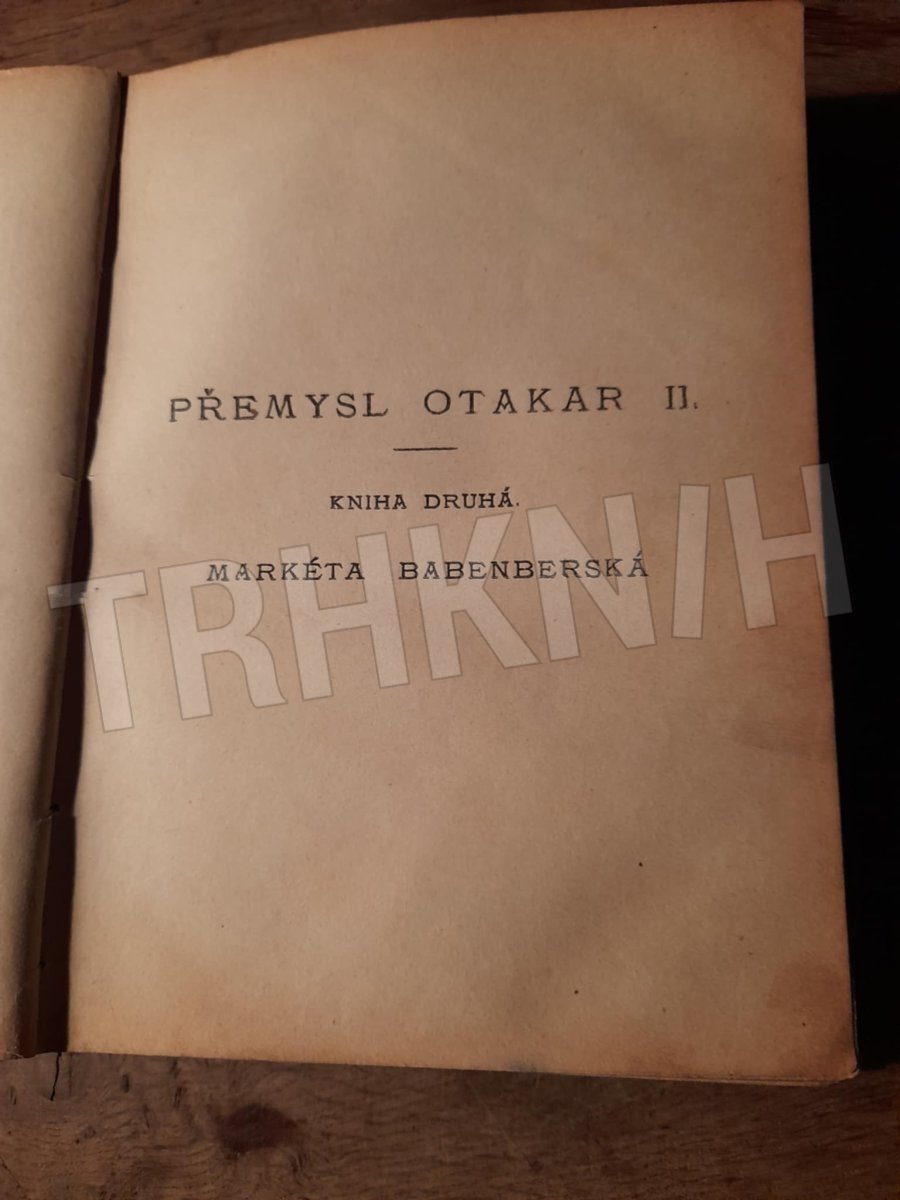 PŘEMYSL OTAKAR II.
KNIHA DRUHÁ.
MARKÉTA BABENBERSKÁ
TRHKNIH